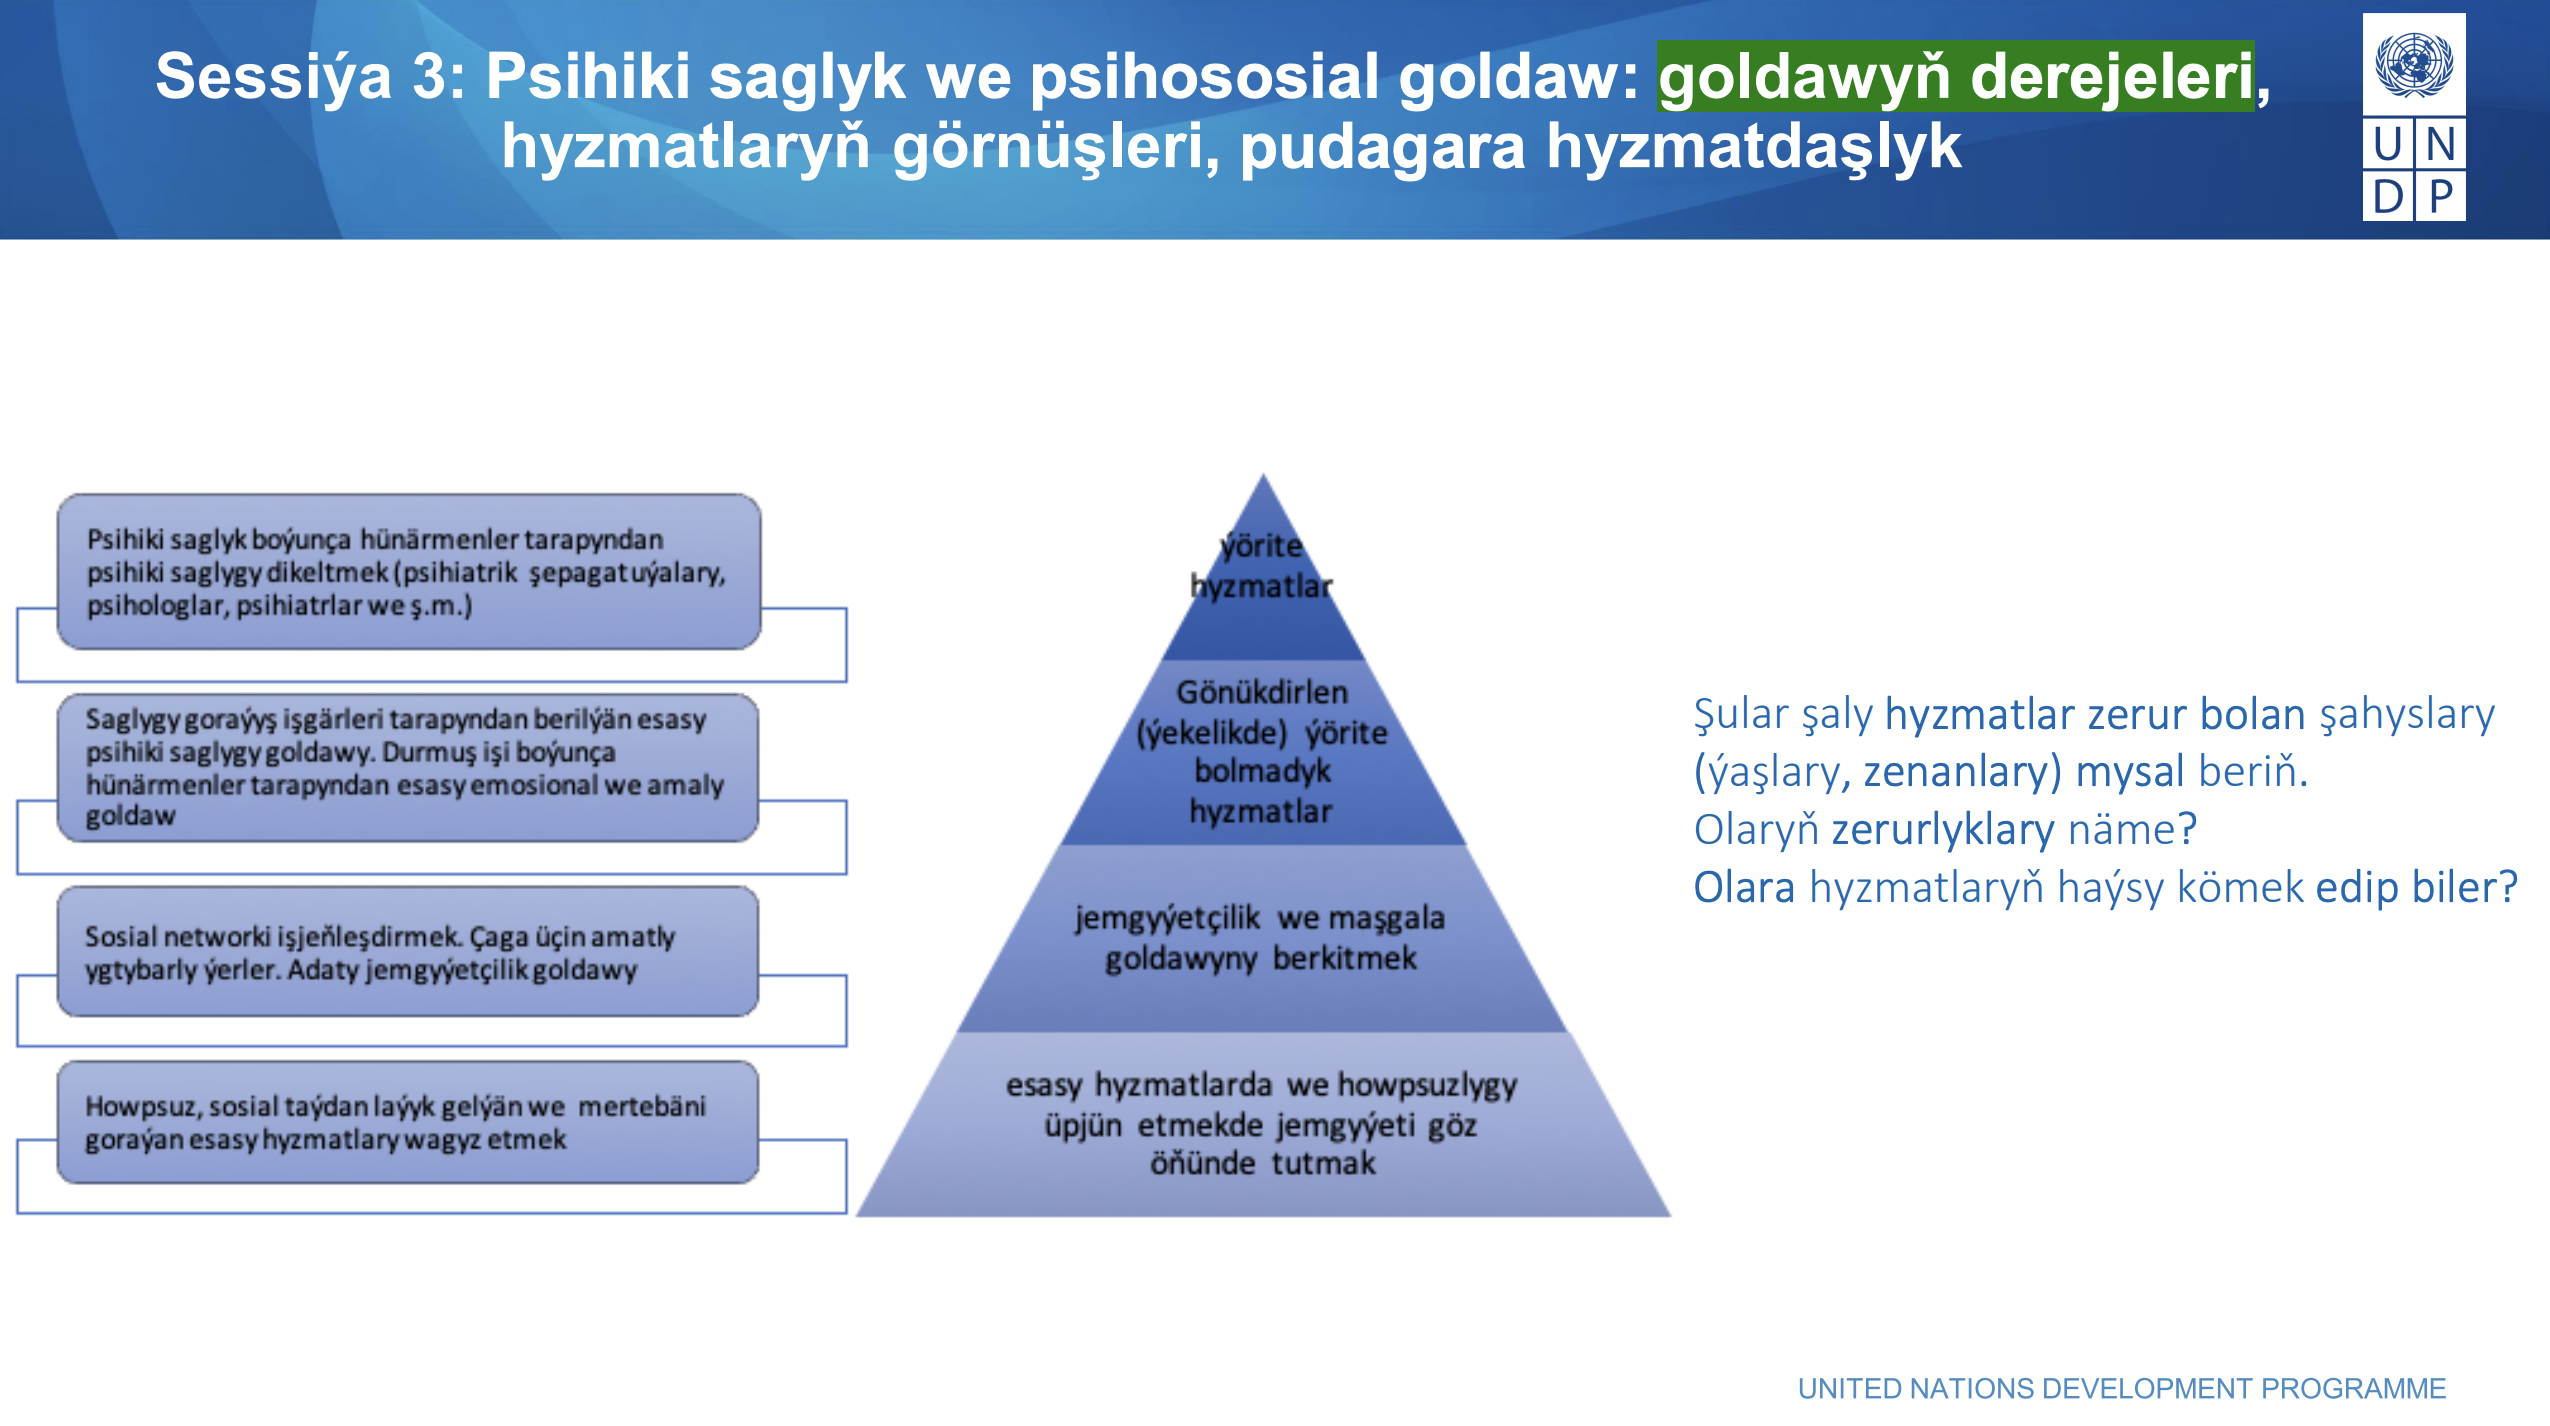 Sessiýa 3: Psihiki saglyk we psihososial goldaw: goldawyň derejeleri,
hyzmatlaryň görnüşleri, pudagara hyzmatdaşlyk
U N
D P
Psihiki saglyk boýunça hünärmenler tarapyndan
psihiki saglygy dikeltmek (psihiatrik şepagat uýalary,
psihologlar, psihiatrlar we ş.m.)
Saglygy goraýyş işgärleri tarapyndan berilýän esasy
psihiki saglygy goldawy. Durmuş işi boýunça
hünärmenler tarapyndan esasy emosional we amaly
goldaw
Sosial networki işjeňleşdirmek. Çaga üçin amatly
ygtybarly ýerler. Adaty jemgyýetçilik goldawy
Howpsuz, sosial taýdan laýyk gelýän we mertebäni
goraýan esasy hyzmatlary wagyz etmek
ýörite
hyzmatlar
Gönükdirlen
(ýekelikde) ýörite
bolmadyk
hyzmatlar
jemgyýetçilik we maşgala
goldawyny berkitmek
esasy hyzmatlarda we howpsuzlygy
üpjün etmekde jemgyýeti göz
öňünde tutmak
Şular şaly hyzmatlar zerur bolan şahyslary
(ýaşlary, zenanlary) mysal beriň.
Olaryň zerurlyklary näme?
Olara hyzmatlaryň haýsy kömek edip biler?
UNITED NATIONS DEVELOPMENT PROGRAMME